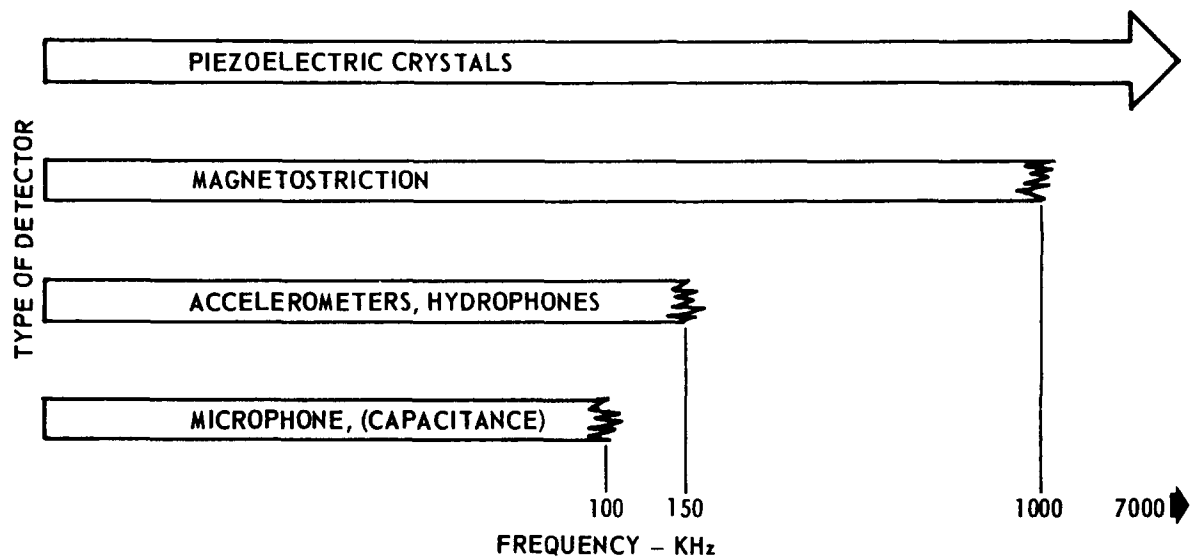 PIEZOELECTRIC CRYSTALS
TYPE OF DETECTOR
MAGNETOSTRICTION
ACCELEROMETERS, HYDROPHONES
MICROPHONE, (CAPACITANCE)
100 150 1000 7000
FREQUENCY – KHz